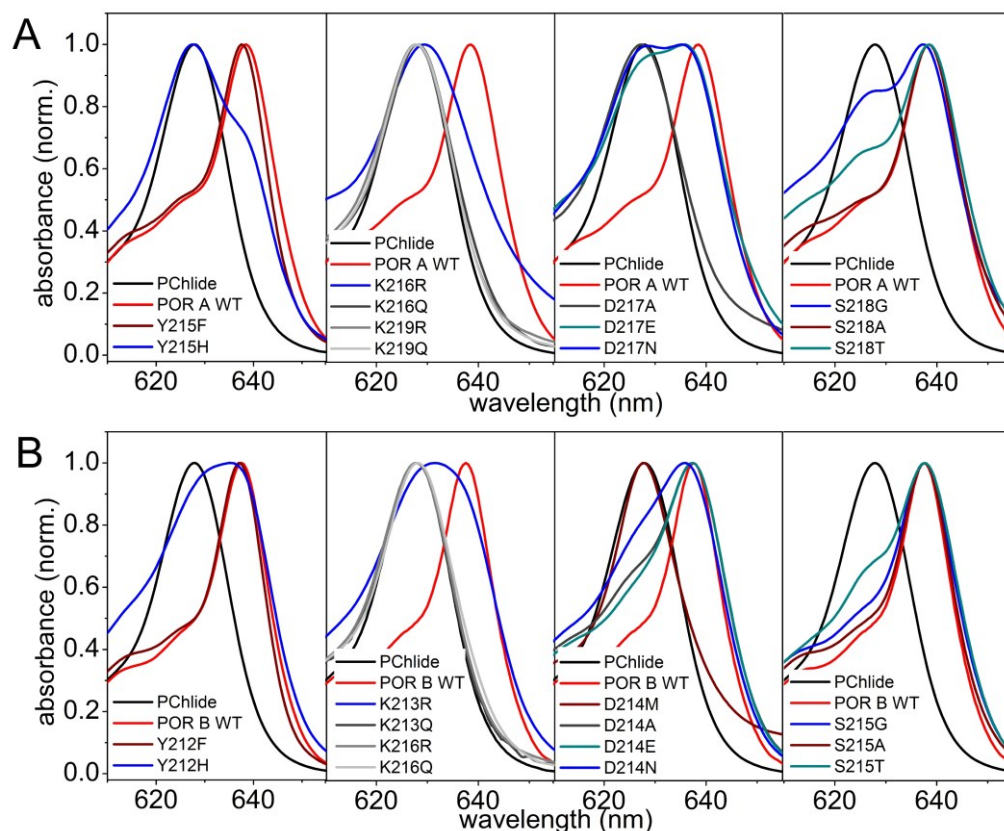 A
absorbance (norm.)
1.0
0.8
0.6
0.4
0.2
0.0
PChlide
POR A WT
Y215F
Y215H
PChlide
POR A WT
K216R
K216Q
K219R
K219Q
PChlide
POR A WT
D217A
D217E
D217N
PChlide
POR A WT
S218G
S218A
S218T
620 640 620 640 620 640 620 640
wavelength (nm)
B
absorbance (norm.)
1.0
0.8
0.6
0.4
0.2
0.0
PChlide
POR B WT
Y212F
Y212H
PChlide
POR B WT
K213R
K213Q
K216R
K216Q
PChlide
POR B WT
D214M
D214A
D214E
D214N
PChlide
POR B WT
S215G
S215A
S215T
620 640 620 640 620 640 620 640
wavelength (nm)